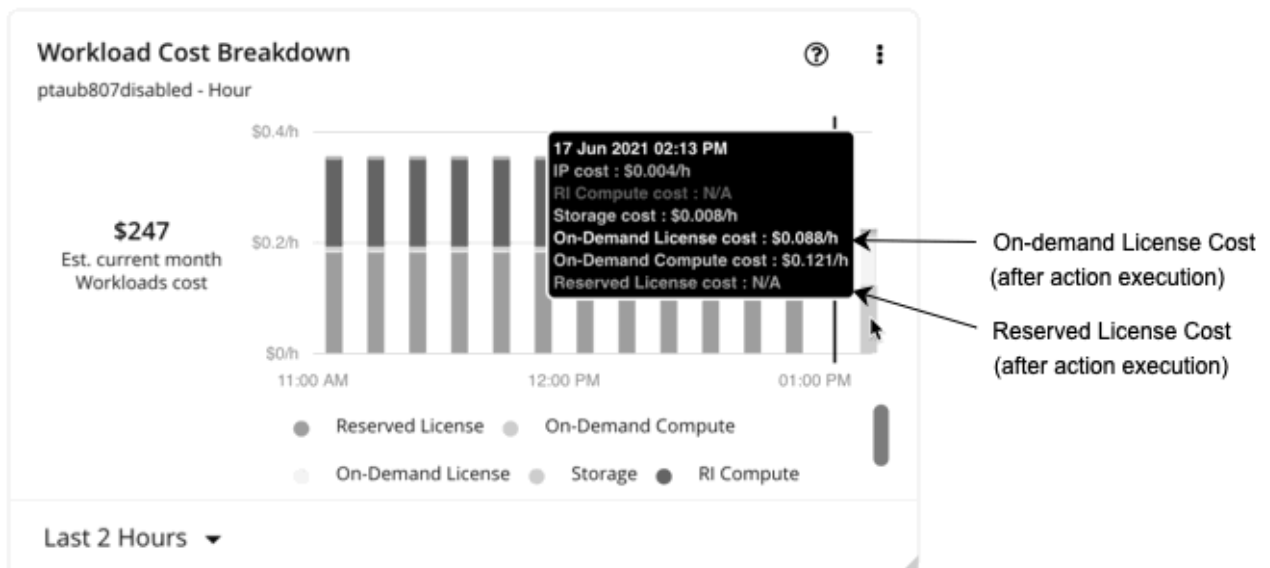 Workload Cost Breakdown
ptaub807disabled - Hour
$0.4/h
17 Jun 2021 02:13 PM
IP cost : $0.004/h
RI Compute cost : N/A
Storage cost : $0.008/h
On-Demand License cost : $0.088/h
On-Demand Compute cost : $0.121/h
Reserved License cost : N/A
$247
Est. current month
Workloads cost
$0.2/h
$0/h
11:00 AM 12:00 PM 01:00 PM
On-demand License Cost
(after action execution)
Reserved License Cost
(after action execution)
Reserved License On-Demand Compute
On-Demand License Storage RI Compute
Last 2 Hours